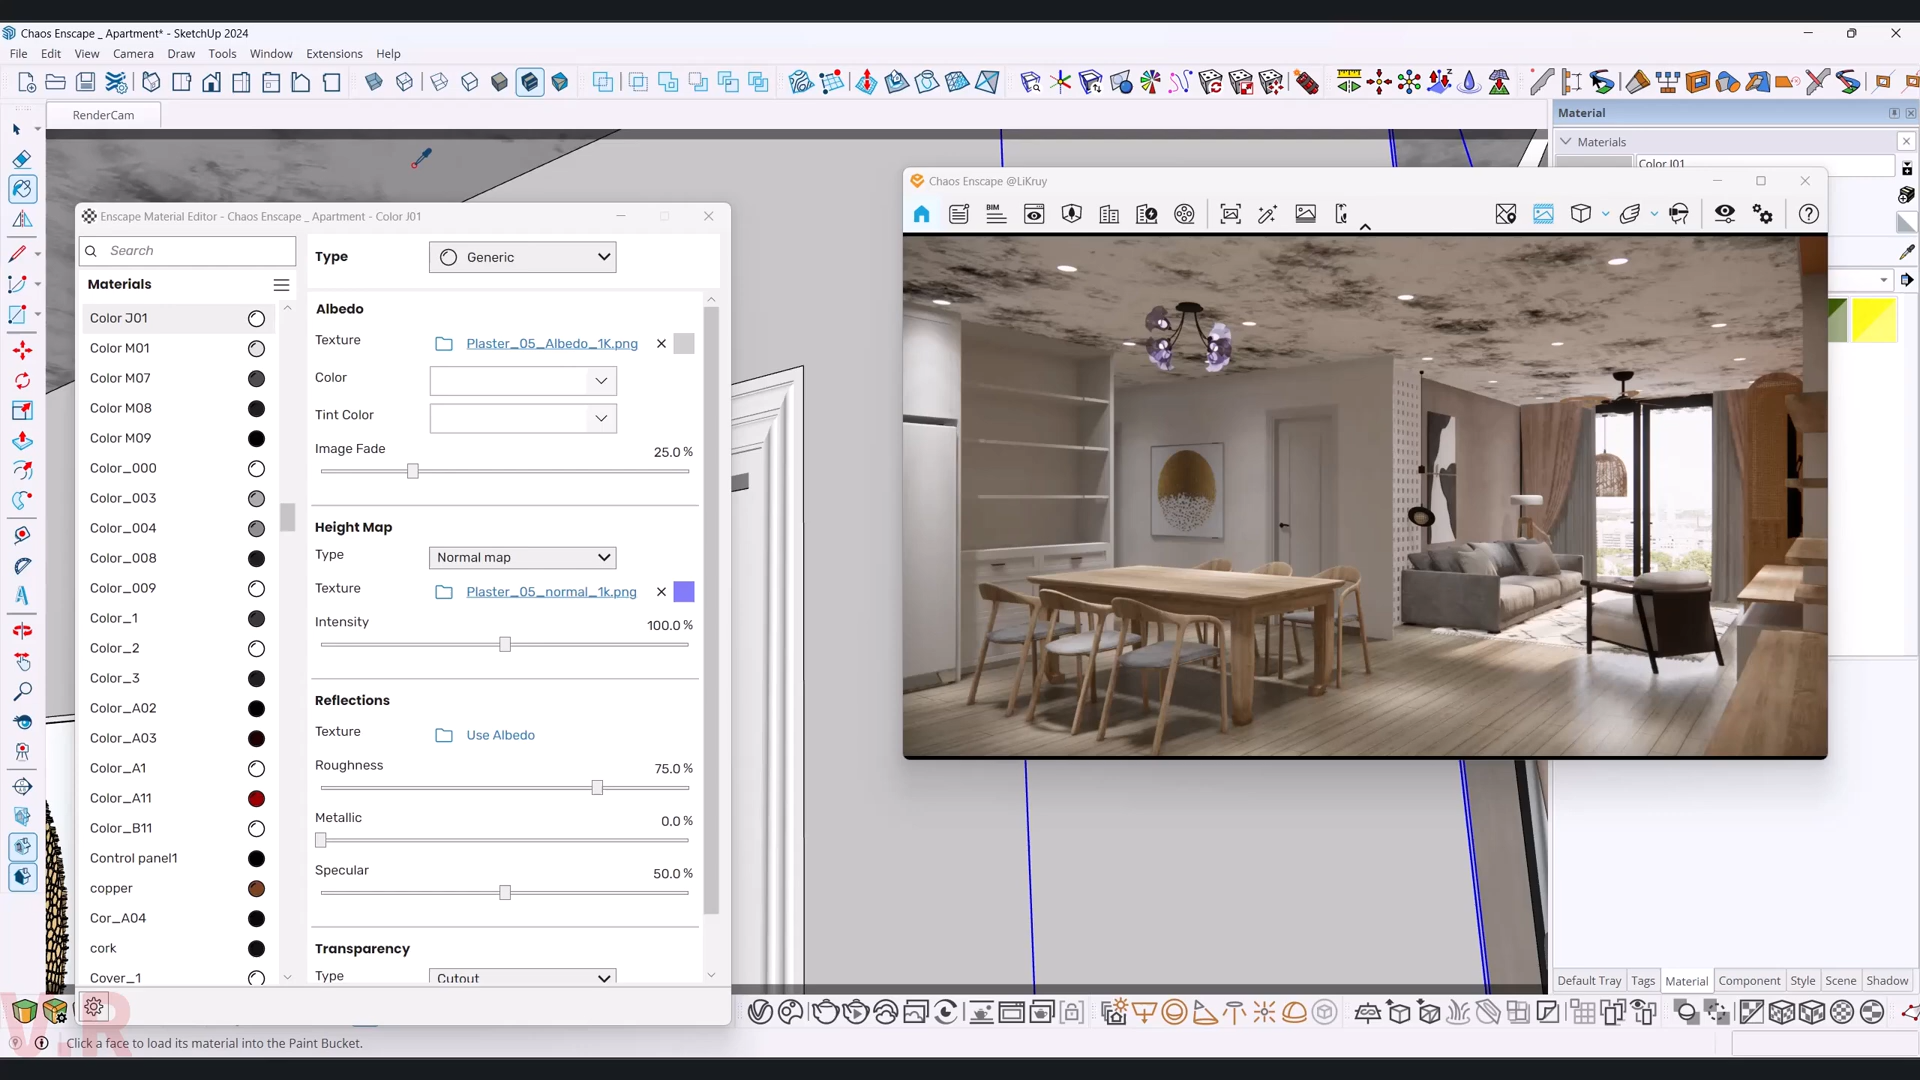 Chaos Enscape _ Apartment* - SketchUp 2024
File Edit View Camera Draw Tools Window Extensions Help
RenderCam
Material
Materials
Color J01
Chaos Enscape @LiKruy
BIM
Enscape Material Editor - Chaos Enscape _ Apartment - Color J01
Search
Materials
Color J01
Color M01
Color M07
Color M08
Color M09
Color_000
Color_003
Color_004
Color_008
Color_009
Color_1
Color_2
Color_3
Color_A02
Color_A03
Color_A1
Color_A11
Color_B11
Control panel1
copper
Cor_A04
cork
Cover_1
Type Generic
Albedo
Texture Plaster_05_Albedo_1K.png
Color
Tint Color
Image Fade 25.0 %
Height Map
Type Normal map
Texture Plaster_05_normal_1k.png
Intensity 100.0 %
Reflections
Texture Use Albedo
Roughness 75.0 %
Metallic 0.0 %
Specular 50.0 %
Transparency
Type Cutout
Default Tray Tags Material Component Style Scene Shadow
V.R
Click a face to load its material into the Paint Bucket.